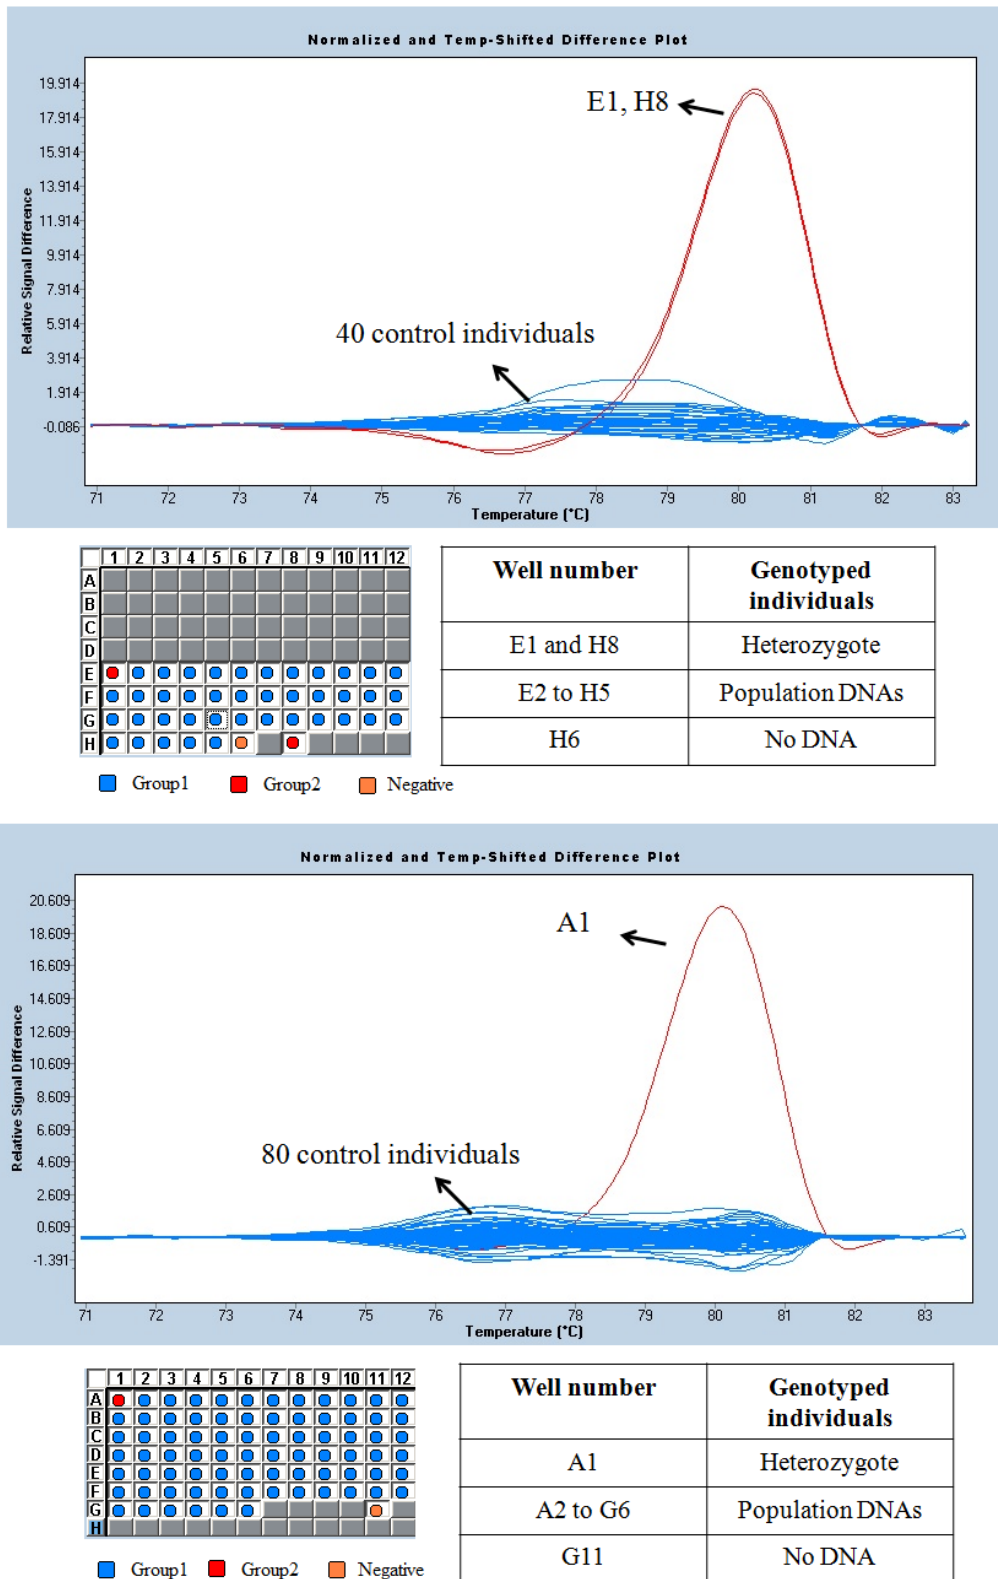 Normalized and Temp-Shifted Difference Plot
Relative Signal Difference
19.914
17.914
15.914
13.914
11.914
9.914
7.914
5.914
3.914
1.914
-0.086
E1, H8
40 control individuals
71 72 73 74 75 76 77 78 79 80 81 82 83
Temperature (°C)
1 2 3 4 5 6 7 8 9 10 11 12
A
B
C
D
E
F
G
H
Group1 Group2 Negative
Well number Genotyped individuals
E1 and H8 Heterozygote
E2 to H5 Population DNAs
H6 No DNA
Normalized and Temp-Shifted Difference Plot
Relative Signal Difference
20.609
18.609
16.609
14.609
12.609
10.609
8.609
6.609
4.609
2.609
0.609
-1.391
A1
80 control individuals
71 72 73 74 75 76 77 78 79 80 81 82 83
Temperature (°C)
1 2 3 4 5 6 7 8 9 10 11 12
A
B
C
D
E
F
G
H
Group1 Group2 Negative
Well number Genotyped individuals
A1 Heterozygote
A2 to G6 Population DNAs
G11 No DNA